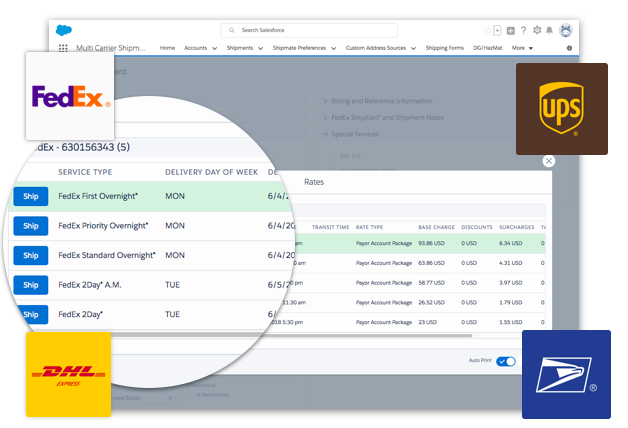 Search Salesforce
Multi Carrier Shipm... Home Accounts Shipments Shipmate Preferences Custom Address Sources Shipping Forms DG/HazMat More
FedEx®
ups
Billing and Reference Information
FedEx ShipAlert® and Shipment Notes
Special Services
Rates
FedEx - 630156343 (5)
SERVICE TYPE DELIVERY DAY OF WEEK TRANSIT TIME RATE TYPE BASE CHARGE DISCOUNTS SURCHARGES
Ship FedEx First Overnight® MON 6/4/2 am Payor Account Package 93.86 USD 0 USD 6.34 USD 0
Ship FedEx Priority Overnight® MON 6/4/20 0 am Payor Account Package 63.86 USD 0 USD 4.31 USD 0
Ship FedEx Standard Overnight® MON 6/4/20 0 pm Payor Account Package 58.77 USD 0 USD 3.97 USD 0
Ship FedEx 2Day® A.M. TUE 6/5/2 11:30 am Payor Account Package 26.52 USD 0 USD 1.79 USD 0
Ship FedEx 2Day® TUE 6/ 2018 5:30 pm Payor Account Package 23 USD 0 USD 1.55 USD 0
Auto Print
DHL
EXPRESS
®